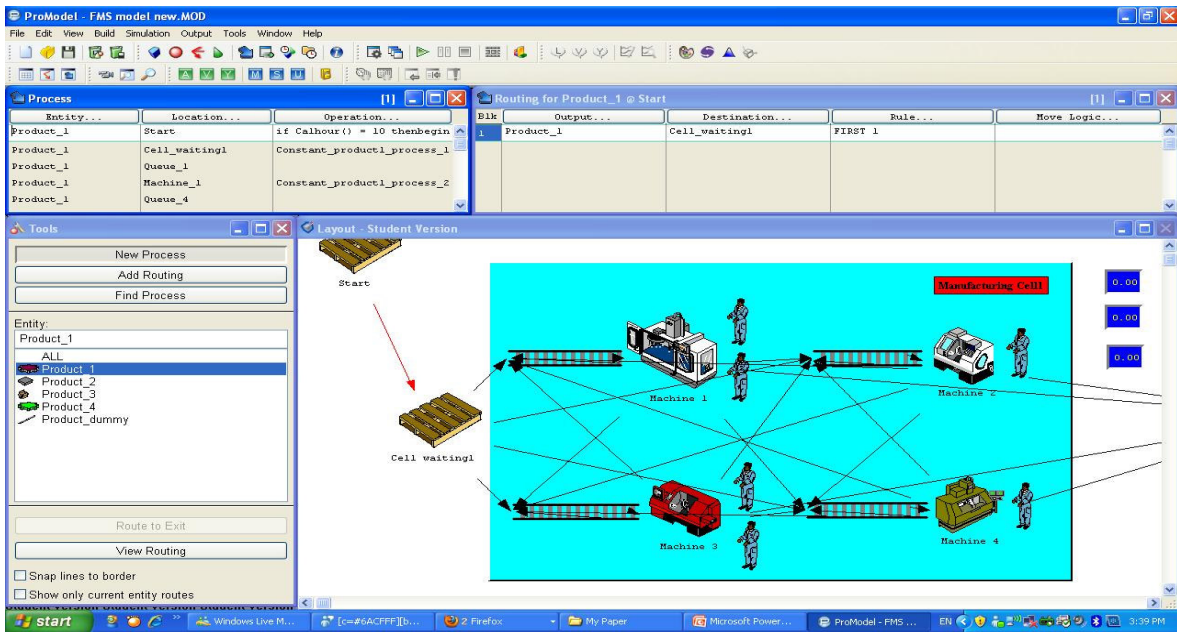 ProModel - FMS model new.MOD
File Edit View Build Simulation Output Tools Window Help
Process [1]
Entity... Location... Operation...
Product_1 Start if Calhour() = 10 thenbegin
Product_1 Cell_waiting1 Constant_product1_process_1
Product_1 Queue_1
Product_1 Machine_1 Constant_product1_process_2
Product_1 Queue_4
Routing for Product_1 @ Start [1]
Blk Output... Destination... Rule... Move Logic...
1 Product_1 Cell_waiting1 FIRST 1
Tools
New Process
Add Routing
Find Process
Entity:
Product_1
ALL
Product_1
Product_2
Product_3
Product_4
Product_dummy
Route to Exit
View Routing
Snap lines to border
Show only current entity routes
Layout - Student Version
Start
Cell waiting1
Manufacturing Cell1
0.00
0.00
0.00
Machine 1
Machine 2
Machine 3
Machine 4
start Windows Live M... [c=#6ACFFF][b... 2 Firefox My Paper Microsoft Power... ProModel - FMS ... EN 3:39 PM